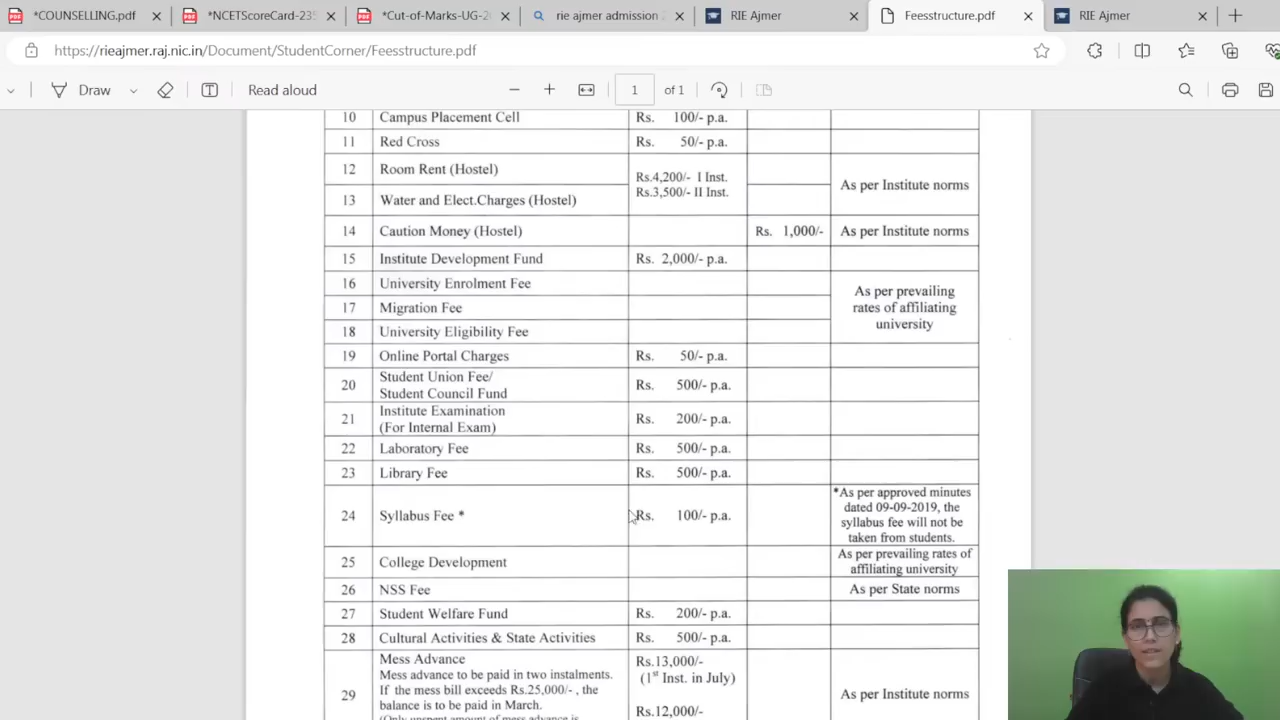 *COUNSELLING.pdf
*NCETScoreCard-235
*Cut-of-Marks-UG-20
rie ajmer admission 2
RIE Ajmer
Feesstructure.pdf
RIE Ajmer
https://rieajmer.raj.nic.in/Document/StudentCorner/Feesstructure.pdf
Draw
Read aloud
1
of 1
10 Campus Placement Cell Rs. 100/- p.a.
11 Red Cross Rs. 50/- p.a.
12 Room Rent (Hostel)
Rs.4,200/- I Inst.
Rs.3,500/- II Inst.
As per Institute norms
13 Water and Elect.Charges (Hostel)
14 Caution Money (Hostel) Rs. 1,000/- As per Institute norms
15 Institute Development Fund Rs. 2,000/- p.a.
16 University Enrolment Fee
As per prevailing
rates of affiliating
university
17 Migration Fee
18 University Eligibility Fee
19 Online Portal Charges Rs. 50/- p.a.
20 Student Union Fee/
Student Council Fund
Rs. 500/- p.a.
21 Institute Examination
(For Internal Exam)
Rs. 200/- p.a.
22 Laboratory Fee Rs. 500/- p.a.
23 Library Fee Rs. 500/- p.a.
24 Syllabus Fee * Rs. 100/- p.a.
*As per approved minutes
dated 09-09-2019, the
syllabus fee will not be
taken from students.
25 College Development
As per prevailing rates of
affiliating university
26 NSS Fee As per State norms
27 Student Welfare Fund Rs. 200/- p.a.
28 Cultural Activities & State Activities Rs. 500/- p.a.
29 Mess Advance
Mess advance to be paid in two instalments.
If the mess bill exceeds Rs.25,000/- , the
balance is to be paid in March.
(Only unspent amount of mess advance is
Rs.13,000/-
(1st Inst. in July)
Rs.12,000/-
As per Institute norms